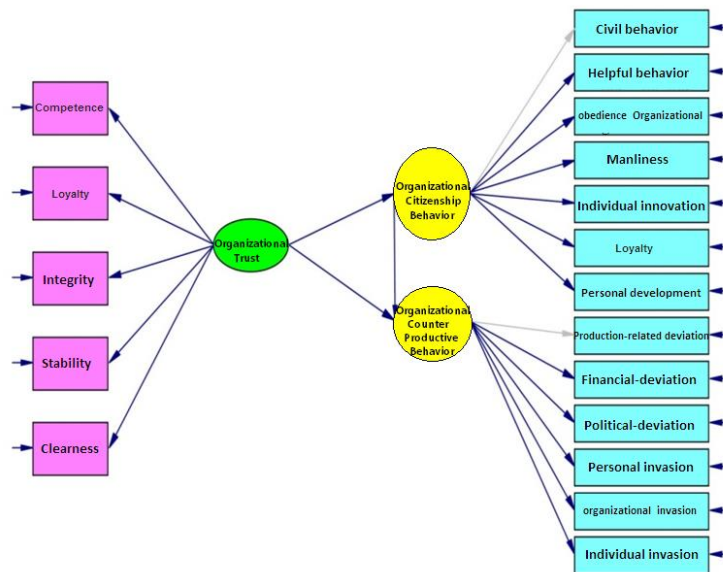 Competence
Loyalty
Integrity
Stability
Clearness
Organizational
Trust
Organizational
Citizenship
Behavior
Organizational
Counter
Productive
Behavior
Civil behavior
Helpful behavior
obedience Organizational
Manliness
Individual innovation
Loyalty
Personal development
Production-related deviation
Financial-deviation
Political-deviation
Personal invasion
organizational invasion
Individual invasion